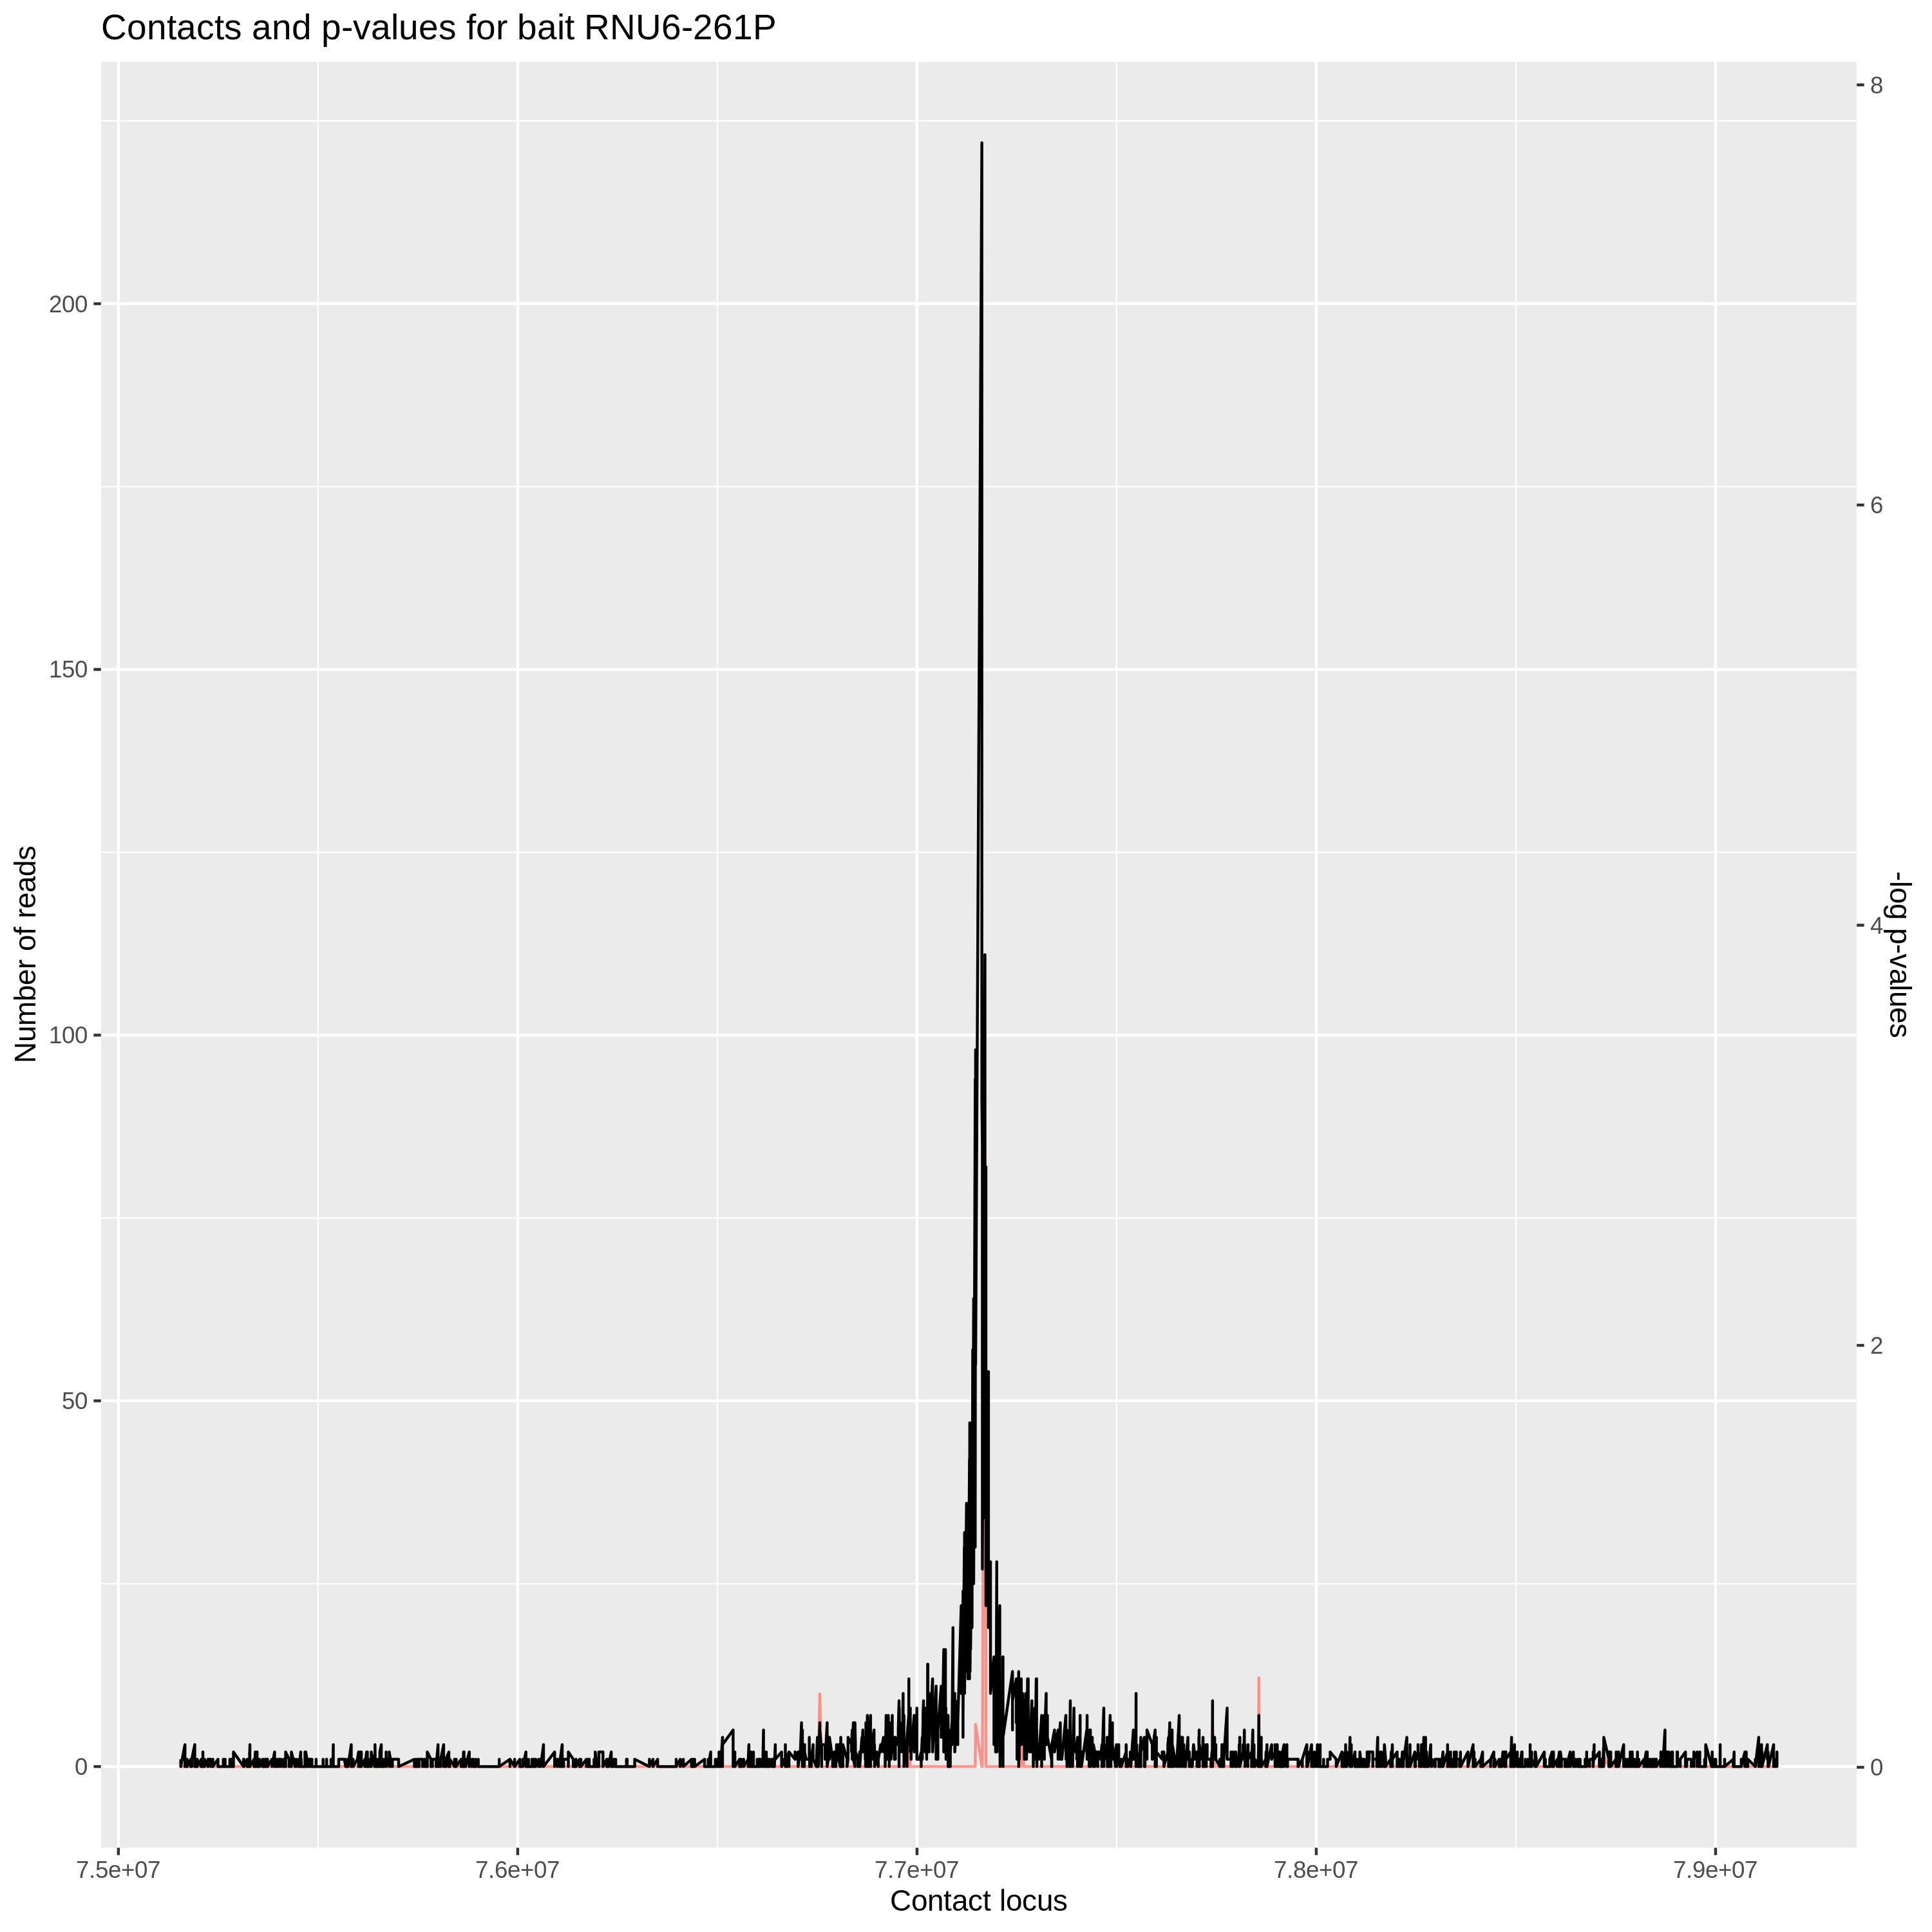 Contacts and p-values for bait RNU6-261P
8
200
6
150
Number of reads
-log p-values
4
100
2
50
0
0
7.5e+07
7.6e+07
7.7e+07
7.8e+07
7.9e+07
Contact locus